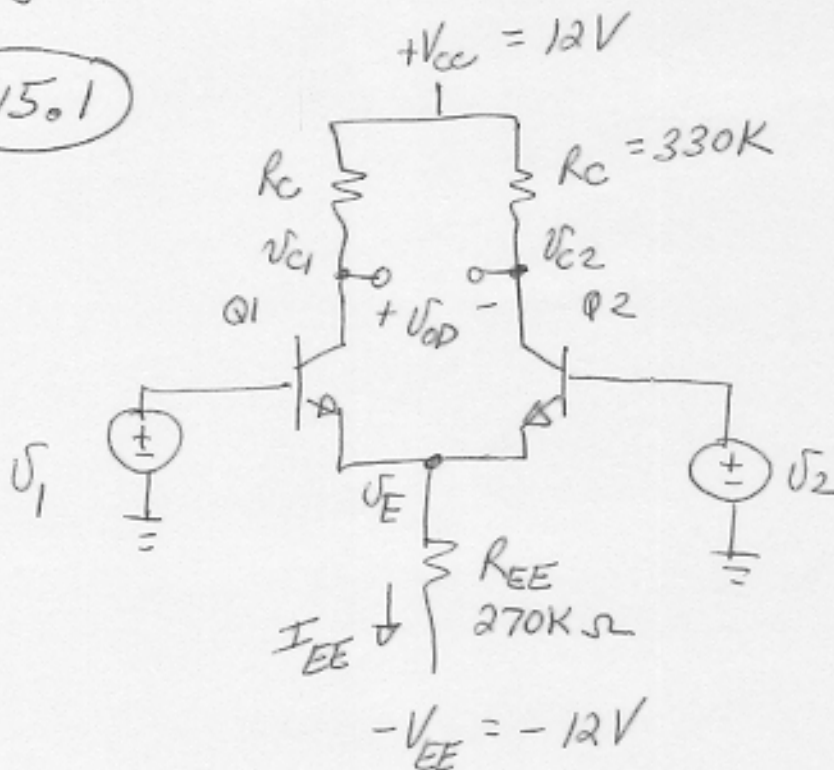 +VCC = 12V
15.1
RC
RC = 330K
vC1
vC2
Q1
+ vOD -
Q2
+
-
v1
vE
+
-
v2
REE
270K Ω
IEE
-VEE = -12V